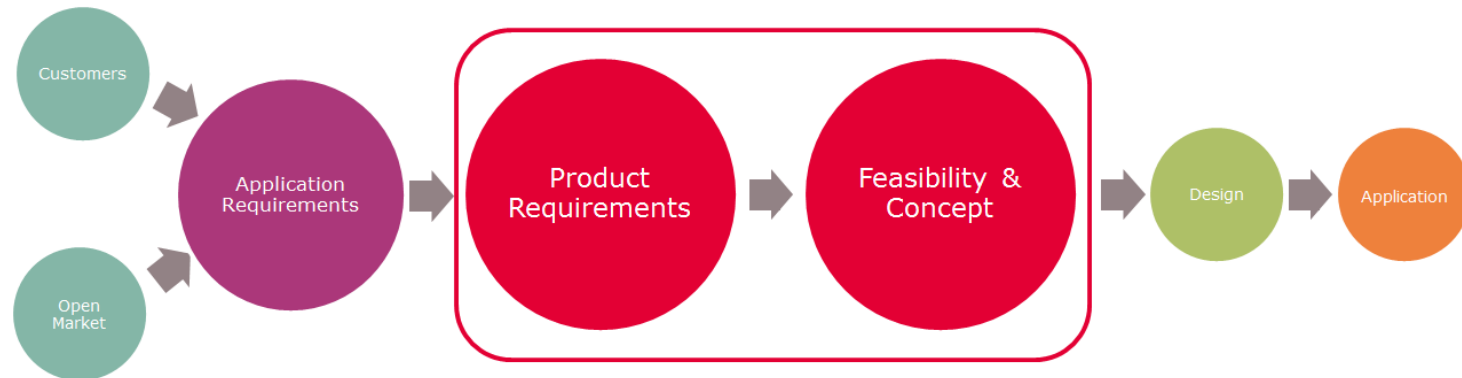 Customers
Open
Market
Application
Requirements
Product
Requirements
Feasibility &
Concept
Design
Application